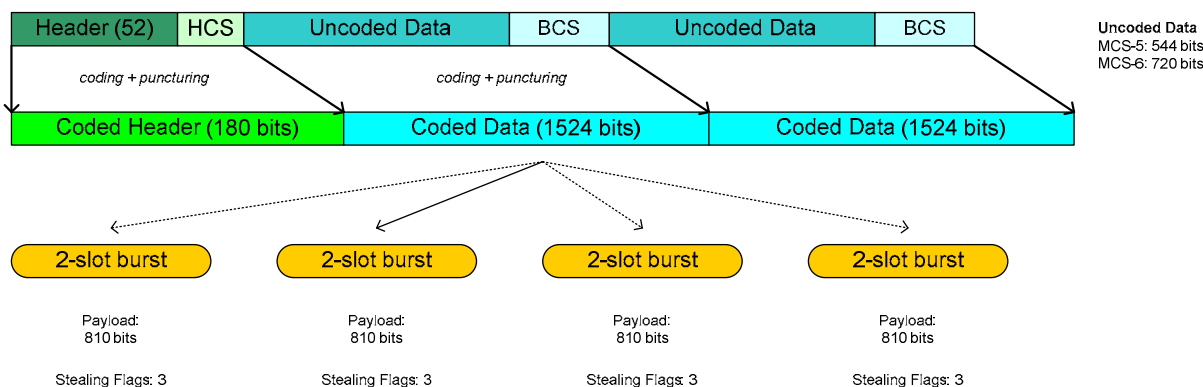 Header (52) HCS Uncoded Data BCS Uncoded Data BCS
Uncoded Data
MCS-5: 544 bits
MCS-6: 720 bits
coding + puncturing coding + puncturing
Coded Header (180 bits) Coded Data (1524 bits) Coded Data (1524 bits)
2-slot burst 2-slot burst 2-slot burst 2-slot burst
Payload: Payload: Payload: Payload:
810 bits 810 bits 810 bits 810 bits
Stealing Flags: 3 Stealing Flags: 3 Stealing Flags: 3 Stealing Flags: 3